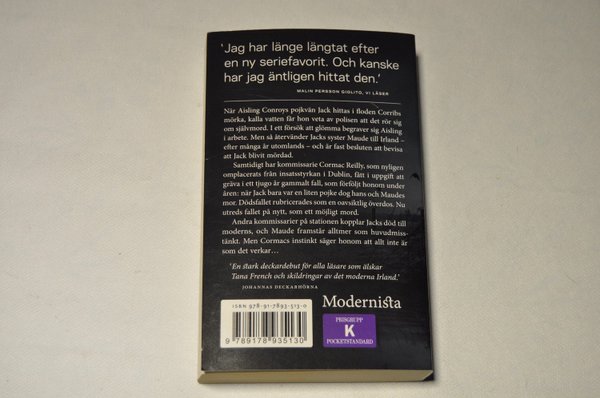 'Jag har länge längtat efter
en ny seriefavorit. Och kanske
har jag äntligen hittat den.'
MALIN PERSSON GIOLITO, VI LÄSER
När Aisling Conroys pojkvän Jack hittas i floden Corribs
mörka, kalla vatten får hon veta av polisen att det rör sig
om självmord. I ett försök att glömma begraver sig Aisling
i arbete. Men så återvänder Jacks syster Maude till Irland –
efter många år utomlands – och är fast besluten att bevisa
att Jack blivit mördad.
Samtidigt har kommissarie Cormac Reilly, som nyligen
omplacerats från insatsstyrkan i Dublin, fått i uppgift att
gräva i ett tjugo år gammalt fall, som förföljt honom under
åren: när Jack bara var en liten pojke dog hans och Maudes
mor. Dödsfallet rubricerades som en oavsiktlig överdos. Nu
utreds fallet på nytt, som ett möjligt mord.
Andra kommissarier på stationen kopplar Jacks död till
moderns, och Maude framstår alltmer som huvudmiss-
tänkt. Men Cormacs instinkt säger honom att allt inte är
som det verkar...
'En stark deckardebut för alla läsare som älskar
Tana French och skildringar av det moderna Irland.'
JOHANNAS DECKARHÖRNA
ISBN 978-91-7893-513-0
9 789178 935130
Modernista
PRISGRUPP
K
POCKETSTANDARD